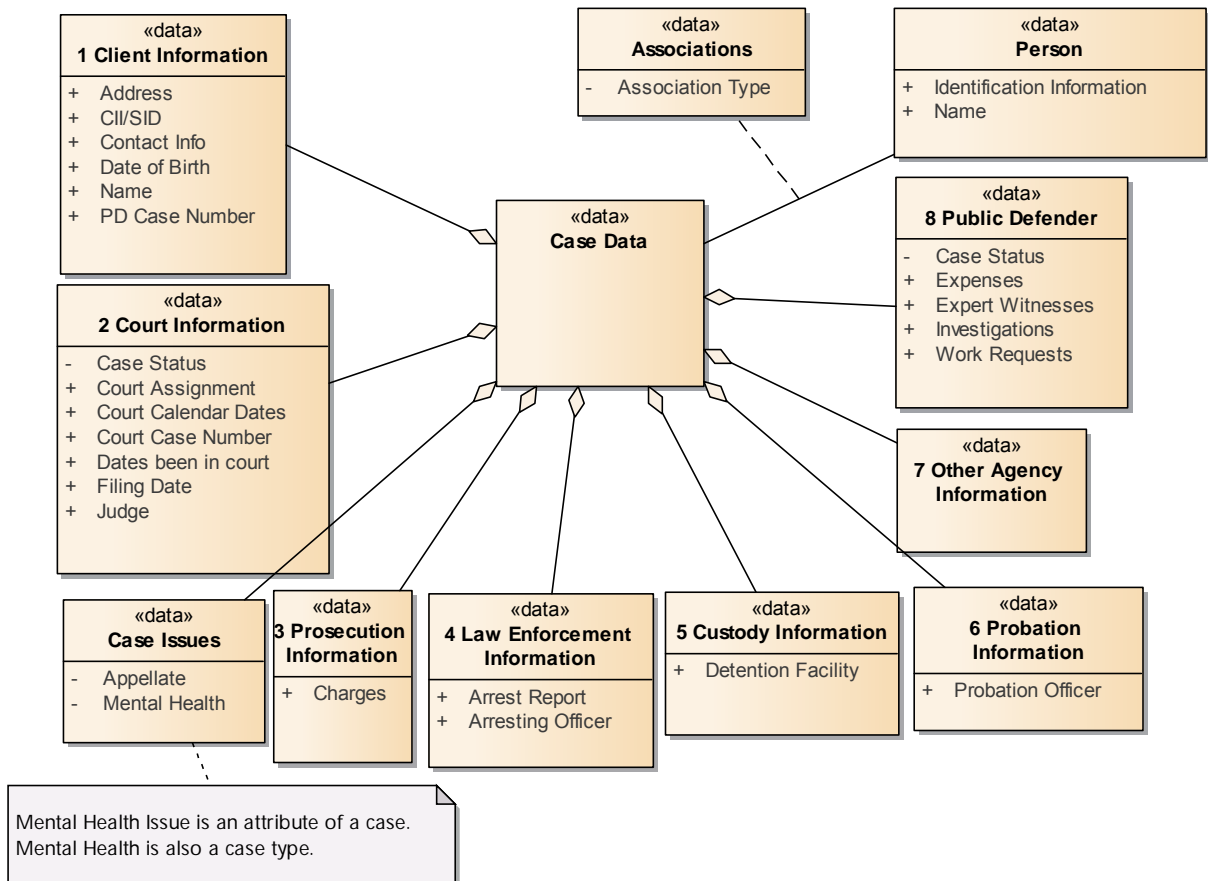 «data»
1 Client Information
+ Address
+ CII/SID
+ Contact Info
+ Date of Birth
+ Name
+ PD Case Number
«data»
Associations
- Association Type
«data»
Person
+ Identification Information
+ Name
«data»
Case Data
«data»
8 Public Defender
- Case Status
+ Expenses
+ Expert Witnesses
+ Investigations
+ Work Requests
«data»
2 Court Information
- Case Status
+ Court Assignment
+ Court Calendar Dates
+ Court Case Number
+ Dates been in court
+ Filing Date
+ Judge
«data»
7 Other Agency
Information
«data»
Case Issues
- Appellate
- Mental Health
«data»
3 Prosecution
Information
+ Charges
«data»
4 Law Enforcement
Information
+ Arrest Report
+ Arresting Officer
«data»
5 Custody Information
+ Detention Facility
«data»
6 Probation
Information
+ Probation Officer
Mental Health Issue is an attribute of a case.
Mental Health is also a case type.